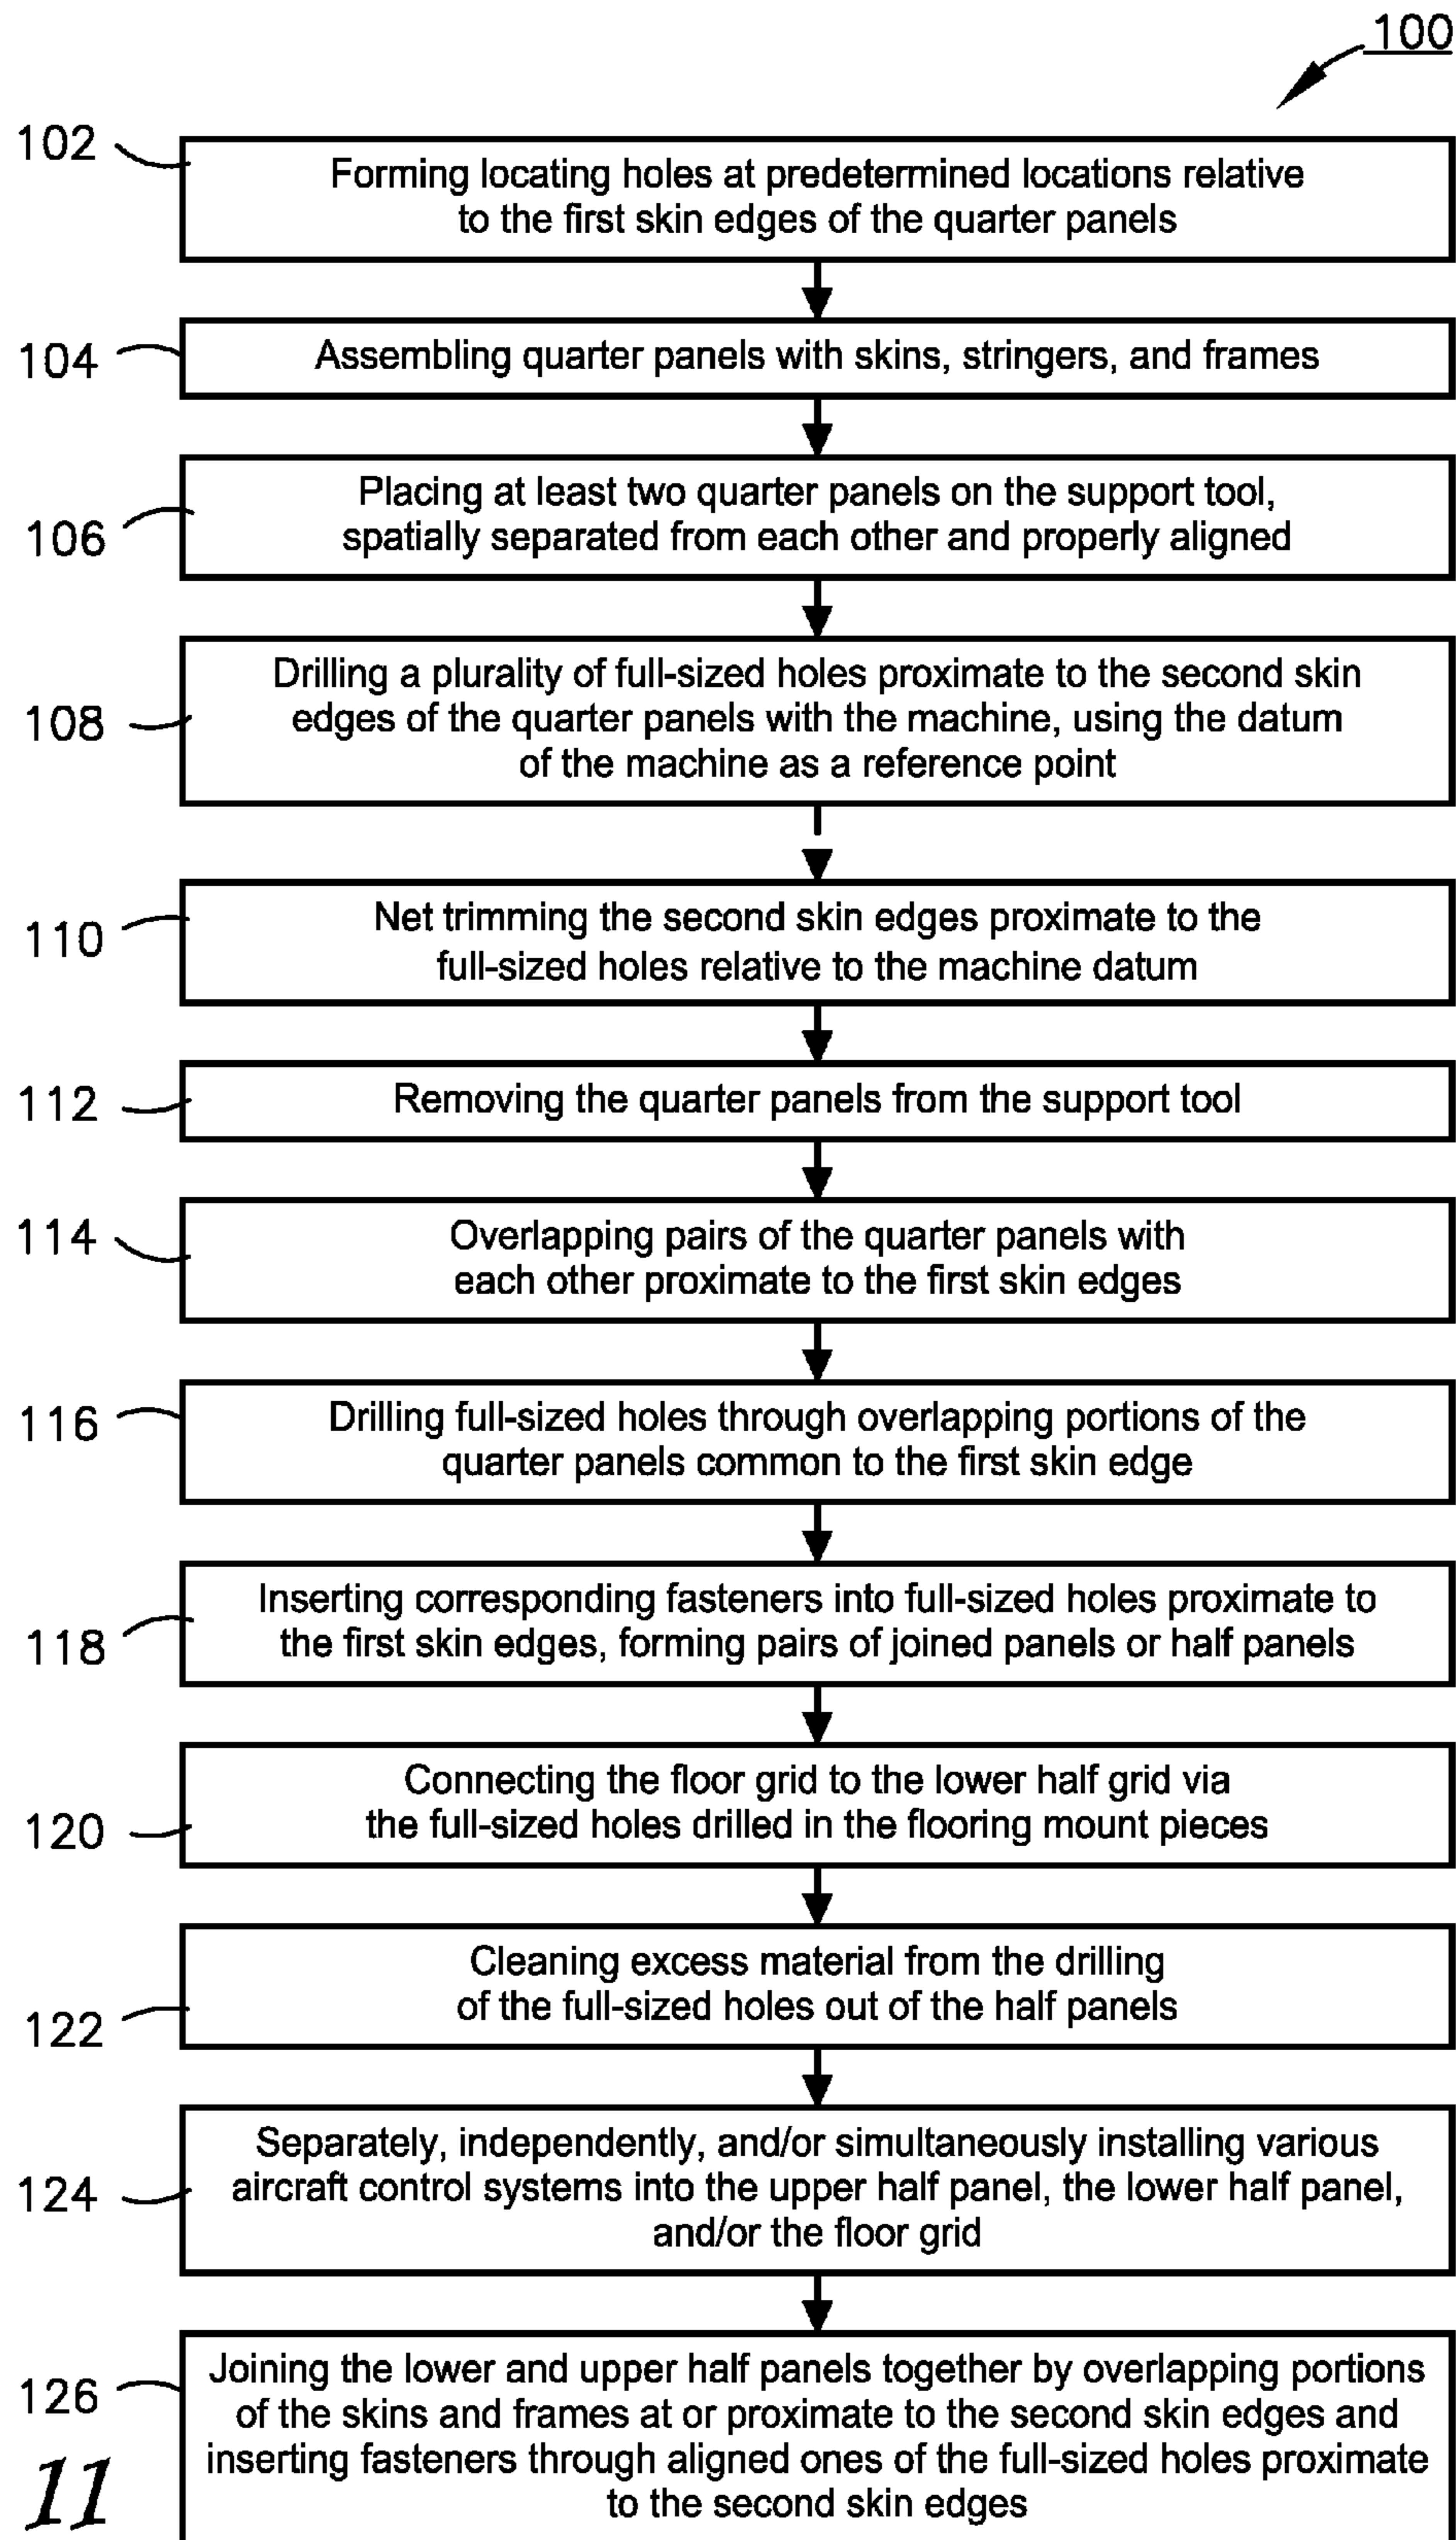 100
102
Forming locating holes at predetermined locations relative
to the first skin edges of the quarter panels
104
Assembling quarter panels with skins, stringers, and frames
106
Placing at least two quarter panels on the support tool,
spatially separated from each other and properly aligned
108
Drilling a plurality of full-sized holes proximate to the second skin
edges of the quarter panels with the machine, using the datum
of the machine as a reference point
110
Net trimming the second skin edges proximate to the
full-sized holes relative to the machine datum
112
Removing the quarter panels from the support tool
114
Overlapping pairs of the quarter panels with
each other proximate to the first skin edges
116
Drilling full-sized holes through overlapping portions of the
quarter panels common to the first skin edge
118
Inserting corresponding fasteners into full-sized holes proximate to
the first skin edges, forming pairs of joined panels or half panels
120
Connecting the floor grid to the lower half grid via
the full-sized holes drilled in the flooring mount pieces
122
Cleaning excess material from the drilling
of the full-sized holes out of the half panels
124
Separately, independently, and/or simultaneously installing various
aircraft control systems into the upper half panel, the lower half panel,
and/or the floor grid
126
Joining the lower and upper half panels together by overlapping portions
of the skins and frames at or proximate to the second skin edges and
inserting fasteners through aligned ones of the full-sized holes proximate
to the second skin edges
11